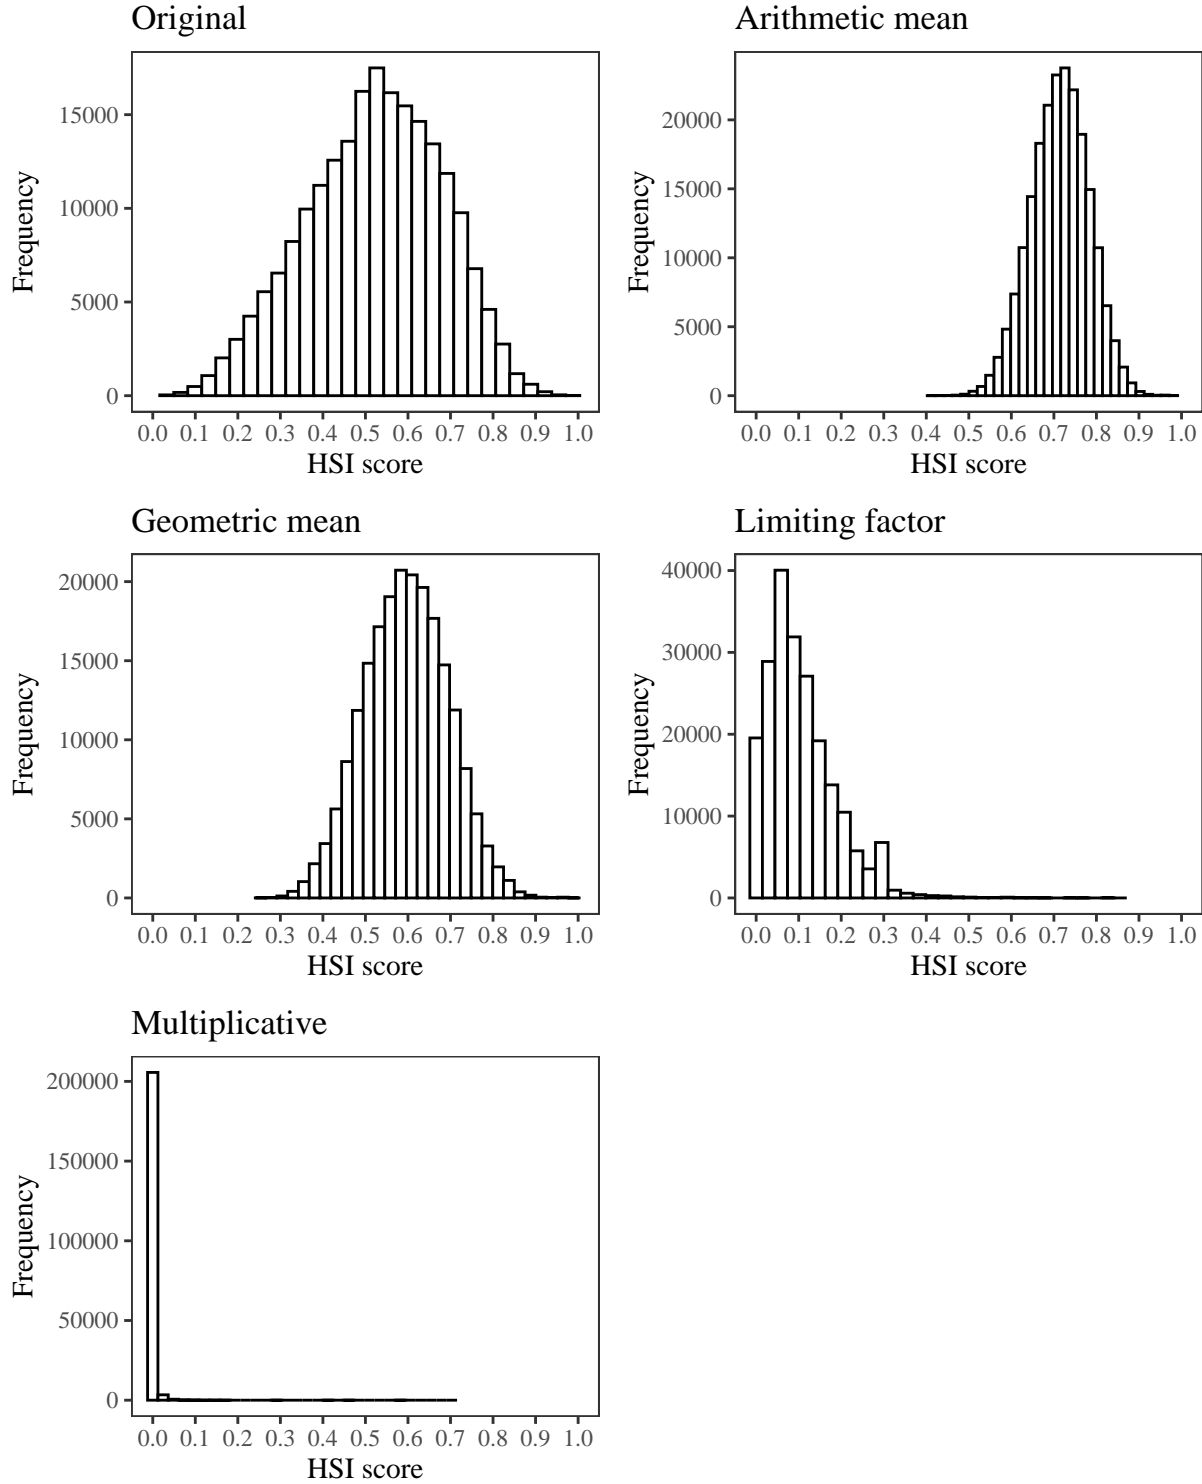 Original
Frequency
15000
10000
5000
0
0.0 0.1 0.2 0.3 0.4 0.5 0.6 0.7 0.8 0.9 1.0
HSI score
Arithmetic mean
Frequency
20000
15000
10000
5000
0
0.0 0.1 0.2 0.3 0.4 0.5 0.6 0.7 0.8 0.9 1.0
HSI score
Geometric mean
Frequency
20000
15000
10000
5000
0
0.0 0.1 0.2 0.3 0.4 0.5 0.6 0.7 0.8 0.9 1.0
HSI score
Limiting factor
Frequency
40000
30000
20000
10000
0
0.0 0.1 0.2 0.3 0.4 0.5 0.6 0.7 0.8 0.9 1.0
HSI score
Multiplicative
Frequency
200000
150000
100000
50000
0
0.0 0.1 0.2 0.3 0.4 0.5 0.6 0.7 0.8 0.9 1.0
HSI score